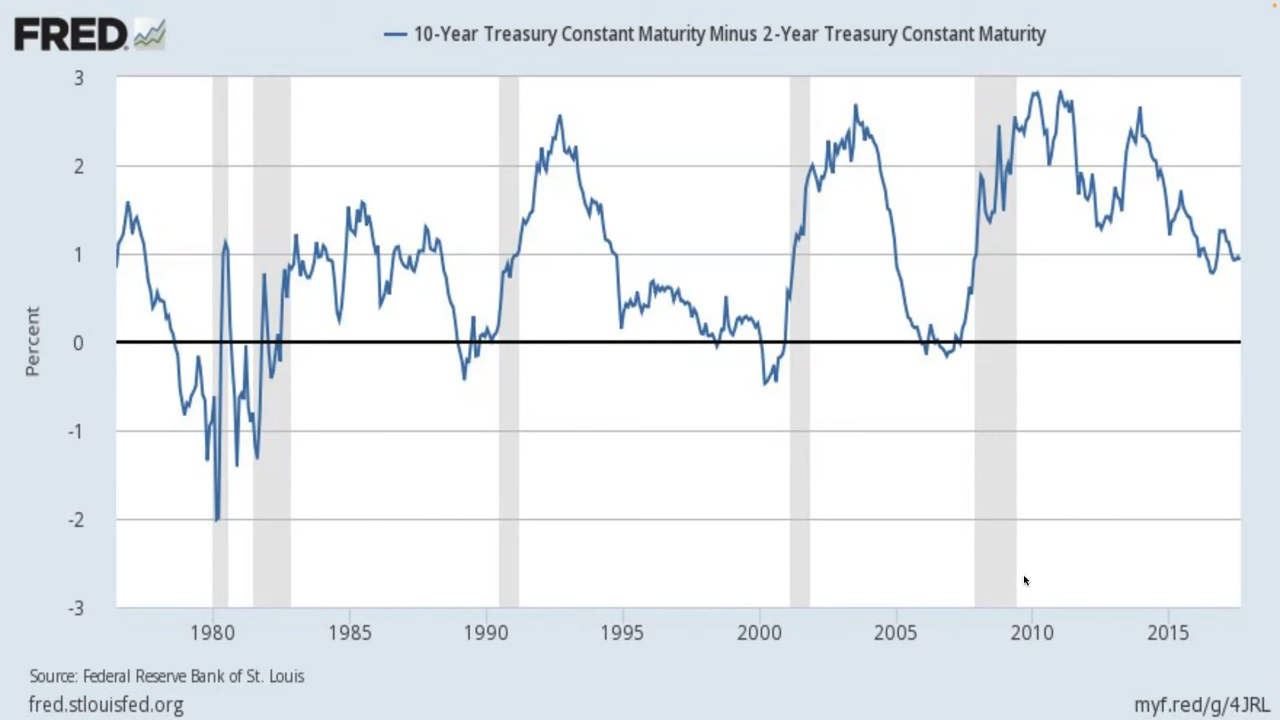 FRED
10-Year Treasury Constant Maturity Minus 2-Year Treasury Constant Maturity
3
2
1
0
-1
-2
-3
Percent
1980 1985 1990 1995 2000 2005 2010 2015
Source: Federal Reserve Bank of St. Louis
fred.stlouisfed.org
myf.red/g/4JRL